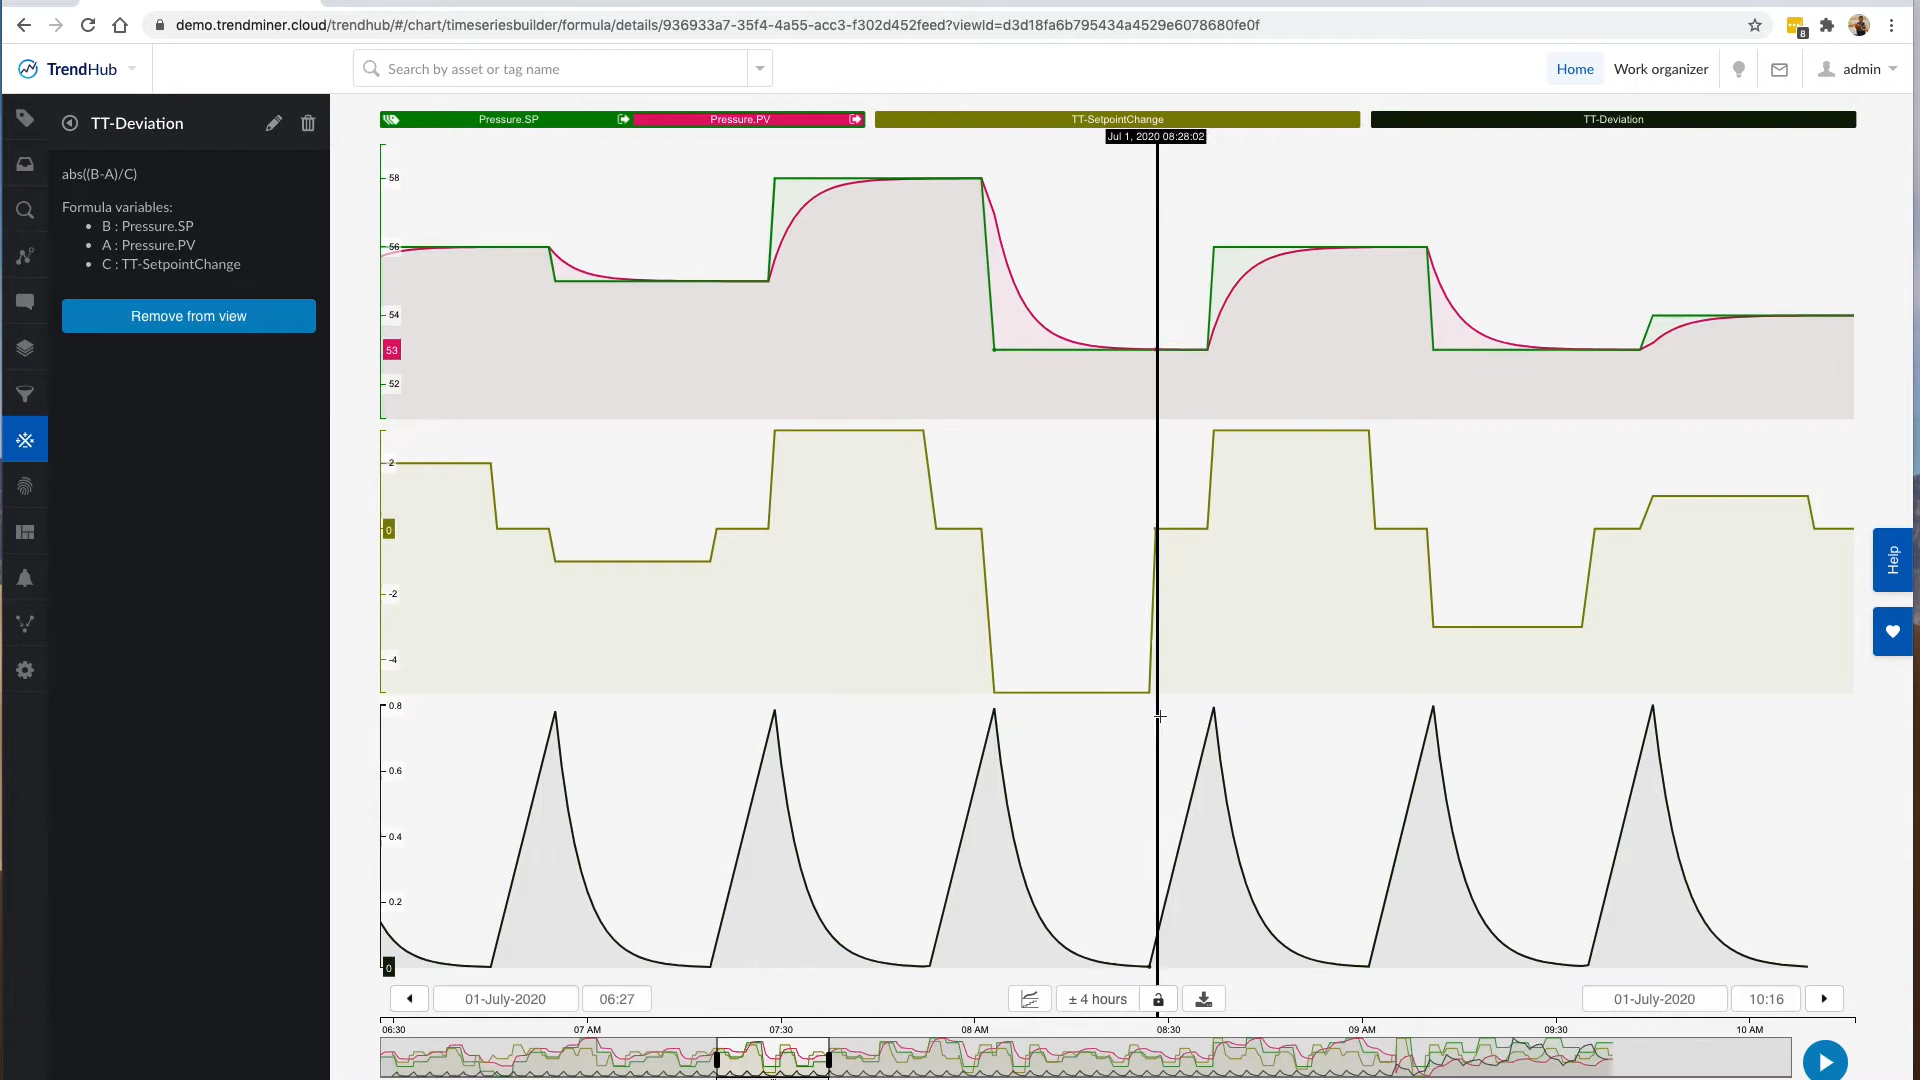 demo.trendminer.cloud/trendhub/#/chart/timeseriesbuilder/formula/details/936933a7-35f4-4a55-acc3-f302d452feed?viewId=d3d18fa6b795434a4529e6078680fe0f
8
TrendHub
Search by asset or tag name
Home
Work organizer
admin
TT-Deviation
abs((B-A)/C)
Formula variables:
B : Pressure.SP
A : Pressure.PV
C : TT-SetpointChange
Remove from view
Pressure.SP
Pressure.PV
TT-SetpointChange
TT-Deviation
Jul 1, 2020 08:28:02
58
56
54
53
52
2
0
-2
-4
0.8
0.6
0.4
0.2
0
Help
01-July-2020
06:27
± 4 hours
01-July-2020
10:16
06:30
07 AM
07:30
08 AM
08:30
09 AM
09:30
10 AM